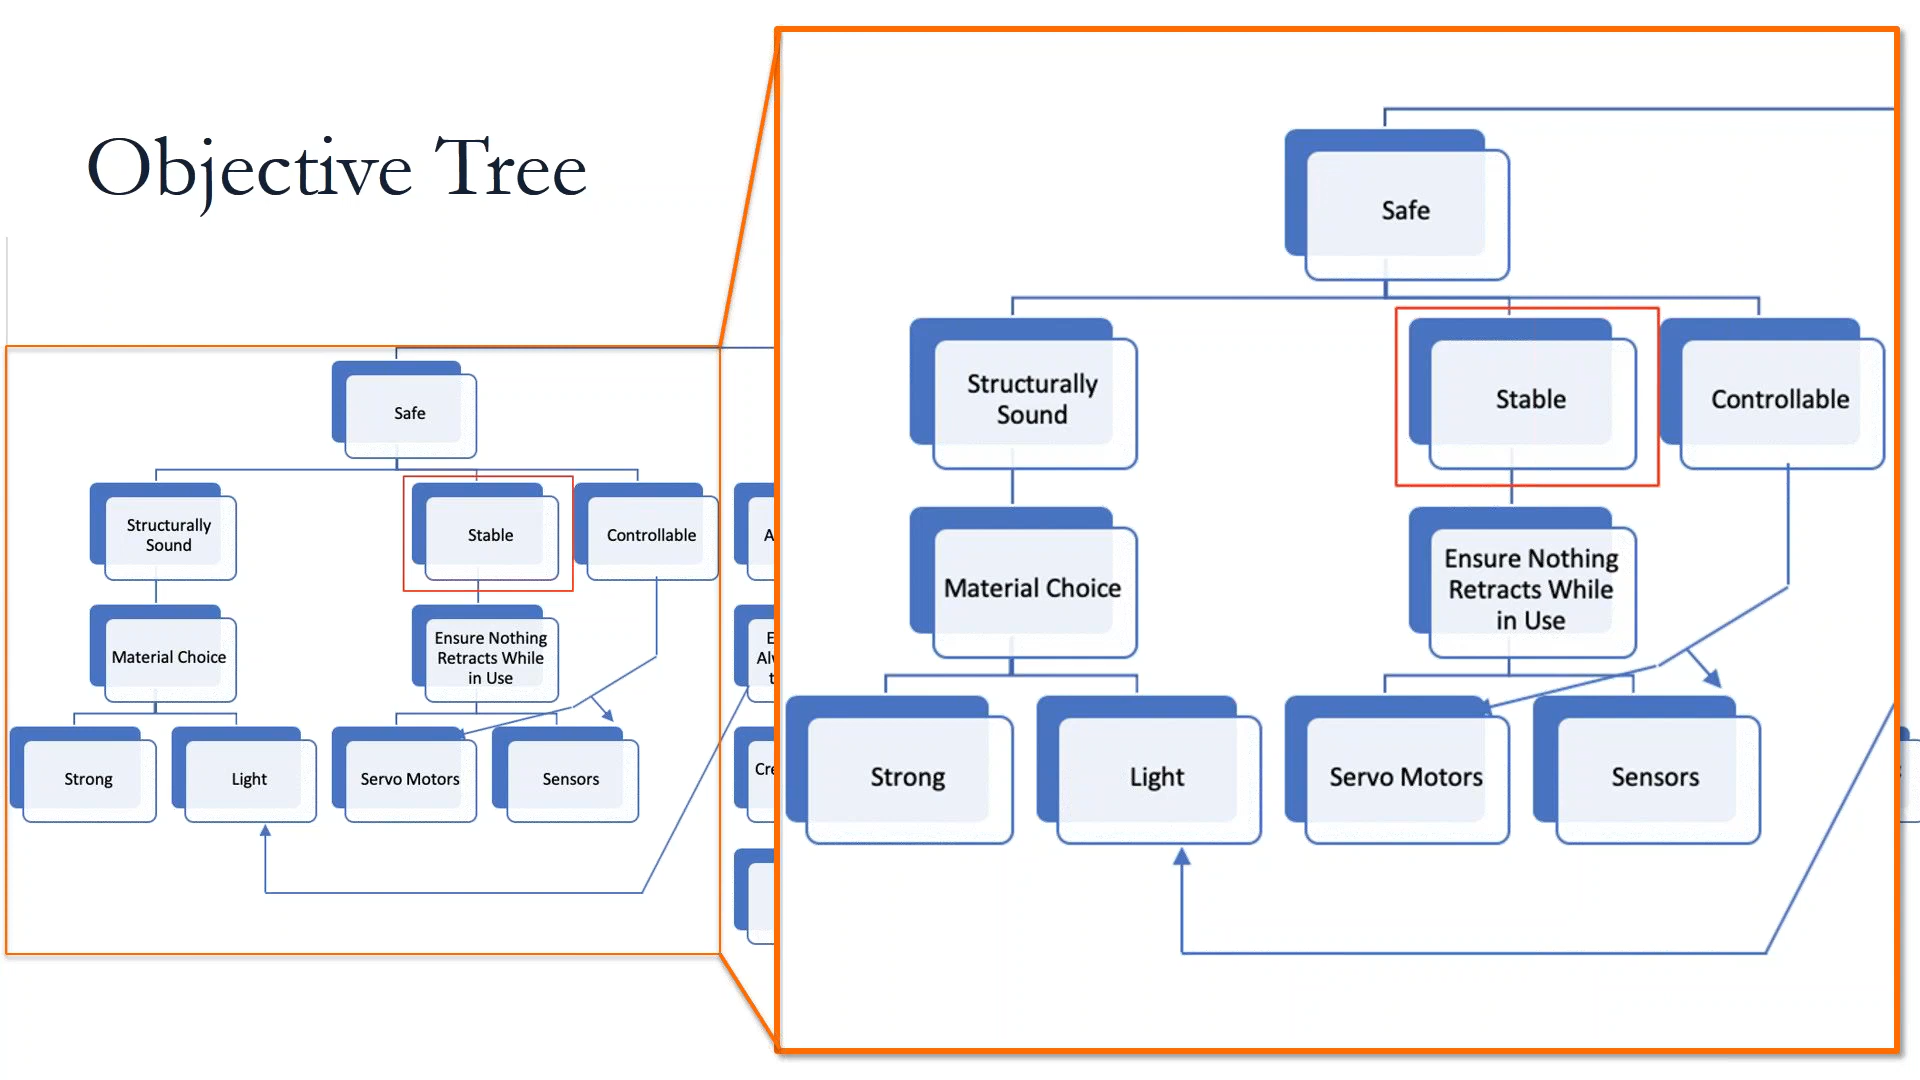 Objective Tree
Safe
Structurally
Sound
Stable
Controllable
A
Material Choice
Ensure Nothing
Retracts While
in Use
E
Al
t
Strong
Light
Servo Motors
Sensors
Cre
Safe
Structurally
Sound
Stable
Controllable
Material Choice
Ensure Nothing
Retracts While
in Use
Strong
Light
Servo Motors
Sensors